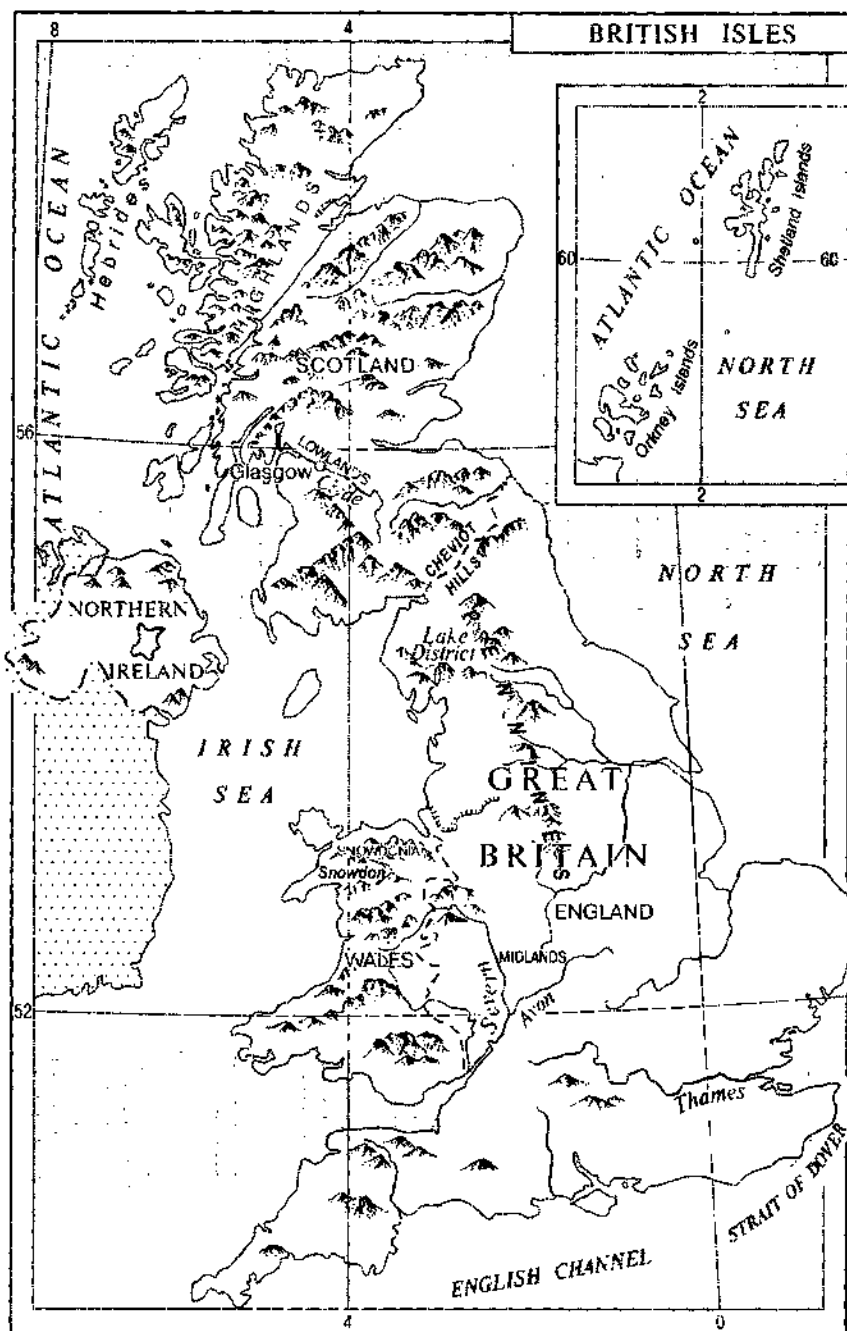 BRITISH ISLES
8
4
2
ATLANTIC OCEAN
Shetland Islands
60
60
ATLANTIC OCEAN
Hebrides
HIGHLANDS
Orkney Islands
NORTH
SEA
2
SCOTLAND
56
LOWLANDS
Glasgow
Clyde
CHEVIOT
HILLS
NORTH
SEA
NORTHERN
IRELAND
Lake
District
IRISH
SEA
PENNINES
GREAT
BRITAIN
SNOWDENIA
Snowdon
ENGLAND
WALES
MIDLANDS
Severn
Avon
52
Thames
STRAIT OF DOVER
ENGLISH CHANNEL
4
0